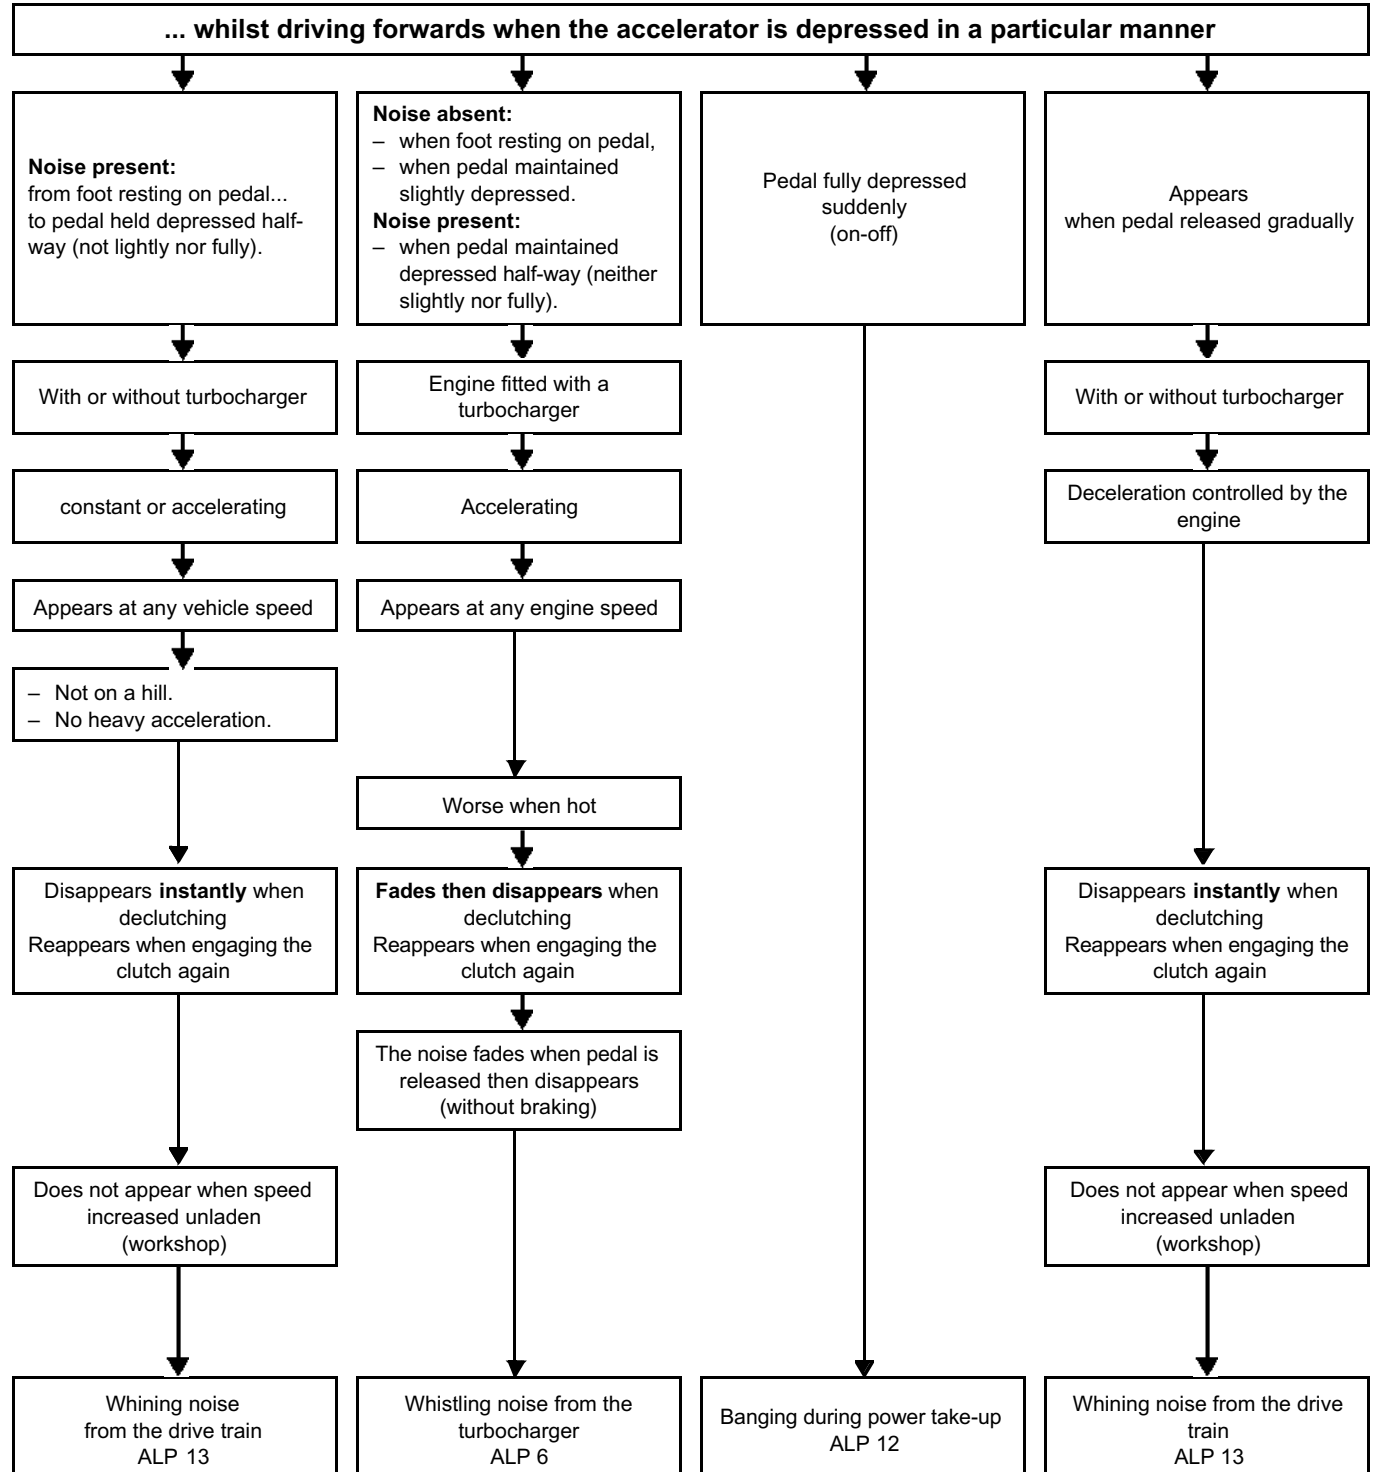 ... whilst driving forwards when the accelerator is depressed in a particular manner
Noise present:
from foot resting on pedal...
to pedal held depressed half-
way (not lightly nor fully).
Noise absent:
– when foot resting on pedal,
– when pedal maintained
slightly depressed.
Noise present:
– when pedal maintained
depressed half-way (neither
slightly nor fully).
Pedal fully depressed
suddenly
(on-off)
Appears
when pedal released gradually
With or without turbocharger
Engine fitted with a
turbocharger
With or without turbocharger
constant or accelerating
Accelerating
Deceleration controlled by the
engine
Appears at any vehicle speed
Appears at any engine speed
– Not on a hill.
– No heavy acceleration.
Worse when hot
Disappears instantly when
declutching
Reappears when engaging the
clutch again
Fades then disappears when
declutching
Reappears when engaging the
clutch again
Disappears instantly when
declutching
Reappears when engaging the
clutch again
The noise fades when pedal is
released then disappears
(without braking)
Does not appear when speed
increased unladen
(workshop)
Does not appear when speed
increased unladen
(workshop)
Whining noise
from the drive train
ALP 13
Whistling noise from the
turbocharger
ALP 6
Banging during power take-up
ALP 12
Whining noise from the drive
train
ALP 13